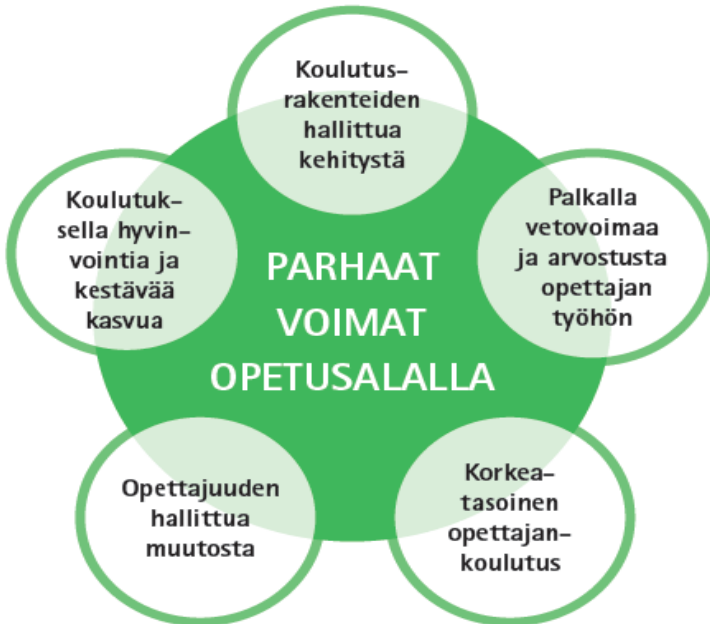 Koulutus-
rakenteiden
hallittua
kehitystä
Koulutuk-
sella hyvin-
vointia ja
kestävää
kasvua
Palkalla
vetovoimaa
ja arvostusta
opettajan
työhön
PARHAAT
VOIMAT
OPETUSALALLA
Opettajuuden
hallittua
muutosta
Korkea-
tasoinen
opettajan-
koulutus